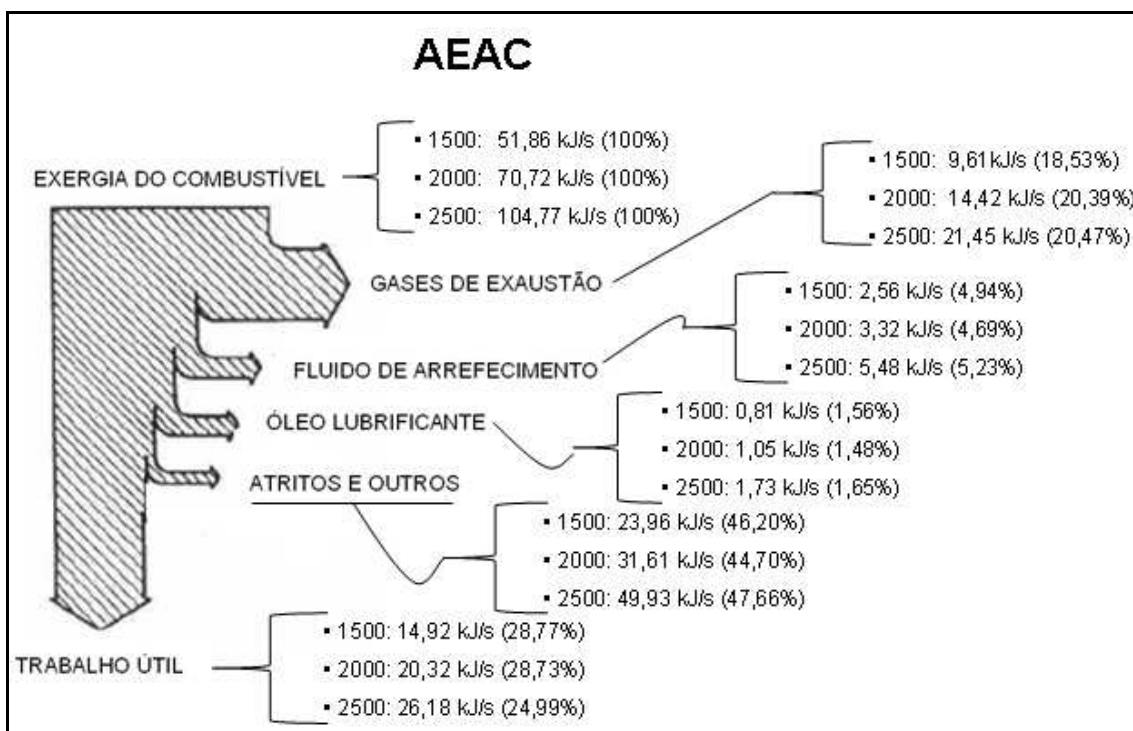 AEAC
EXERGIA DO COMBUSTÍVEL
▪ 1500: 51,86 kJ/s (100%)
▪ 2000: 70,72 kJ/s (100%)
▪ 2500: 104,77 kJ/s (100%)
GASES DE EXAUSTÃO
▪ 1500: 9,61kJ/s (18,53%)
▪ 2000: 14,42 kJ/s (20,39%)
▪ 2500: 21,45 kJ/s (20,47%)
FLUIDO DE ARREFECIMENTO
▪ 1500: 2,56 kJ/s (4,94%)
▪ 2000: 3,32 kJ/s (4,69%)
▪ 2500: 5,48 kJ/s (5,23%)
ÓLEO LUBRIFICANTE
▪ 1500: 0,81 kJ/s (1,56%)
▪ 2000: 1,05 kJ/s (1,48%)
▪ 2500: 1,73 kJ/s (1,65%)
ATRITOS E OUTROS
▪ 1500: 23,96 kJ/s (46,20%)
▪ 2000: 31,61 kJ/s (44,70%)
▪ 2500: 49,93 kJ/s (47,66%)
TRABALHO ÚTIL
▪ 1500: 14,92 kJ/s (28,77%)
▪ 2000: 20,32 kJ/s (28,73%)
▪ 2500: 26,18 kJ/s (24,99%)